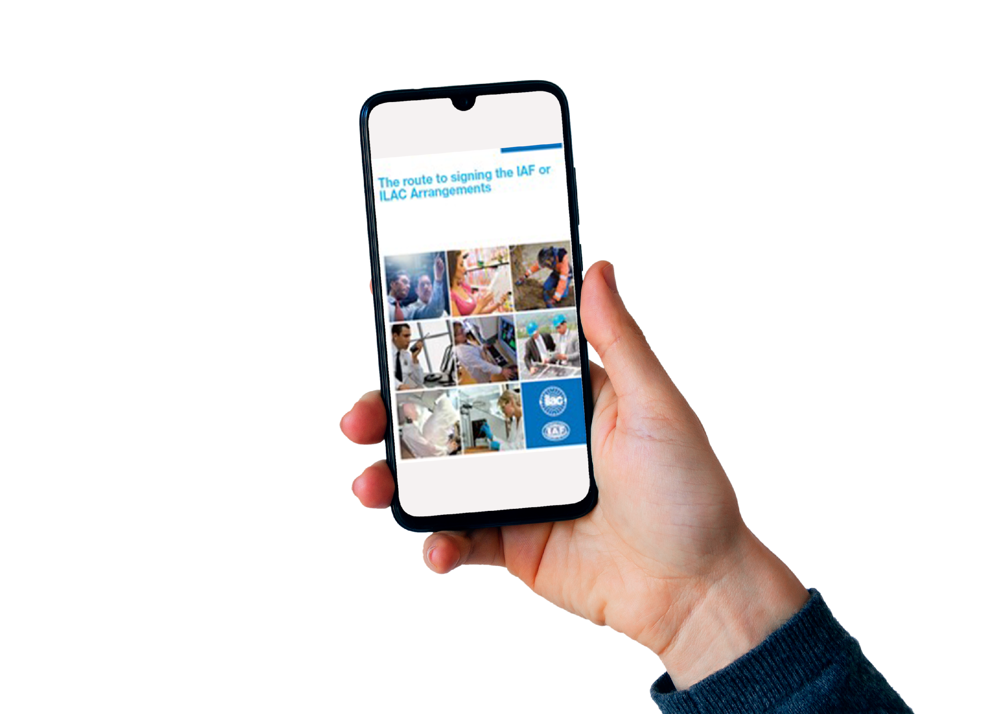 The route to signing the IAF or
ILAC Arrangements
ilac
IAF